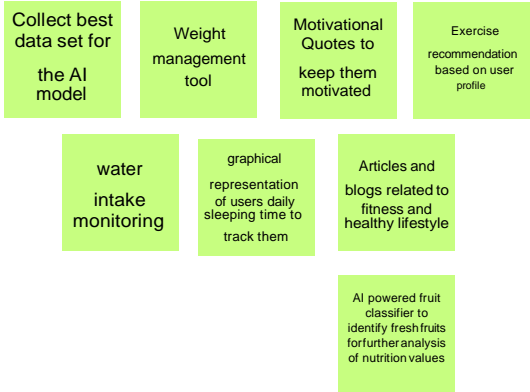 Collect best
data set for
the AI
model
Weight
management
tool
Motivational
Quotes to
keep them
motivated
Exercise
recommendation
based on user
profile
water
intake
monitoring
graphical
representation
of users daily
sleeping time to
track them
Articles and
blogs related to
fitness and
healthy lifestyle
AI powered fruit
classifier to
identify fresh fruits
for further analysis
of nutrition values